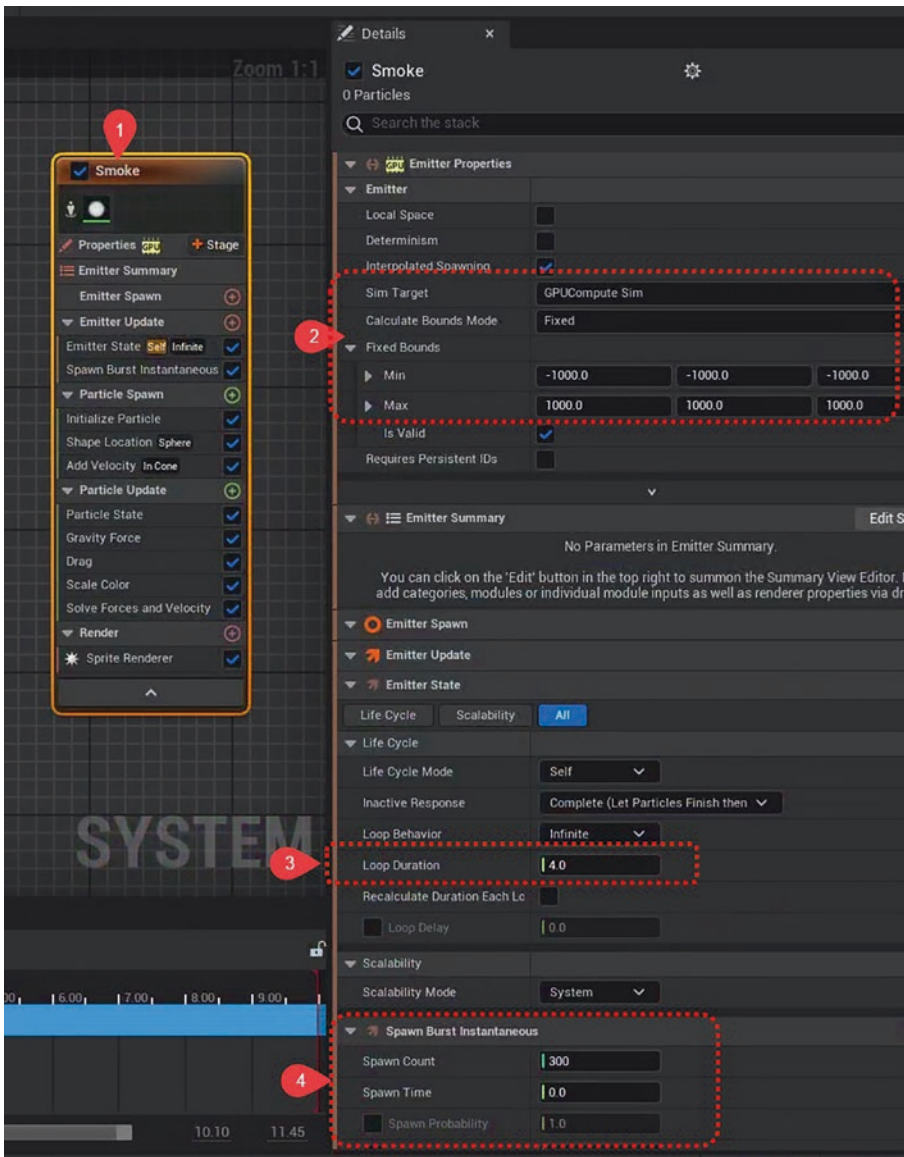 Details
Zoom 1:1
Smoke
0 Particles
Search the stack
1
Smoke
Properties GPU Stage
Emitter Summary
Emitter Spawn
Emitter Update
Emitter State Self Infinite
Spawn Burst Instantaneous
Particle Spawn
Initialize Particle
Shape Location Sphere
Add Velocity In Cone
Particle Update
Particle State
Gravity Force
Drag
Scale Color
Solve Forces and Velocity
Render
Sprite Renderer
SYSTEM
GPU Emitter Properties
Emitter
Local Space
Determinism
Interpolated Spawning
2
Sim Target GPUCompute Sim
Calculate Bounds Mode Fixed
Fixed Bounds
Min -1000.0 -1000.0 -1000.0
Max 1000.0 1000.0 1000.0
Is Valid
Requires Persistent IDs
Emitter Summary Edit S
No Parameters in Emitter Summary.
You can click on the 'Edit' button in the top right to summon the Summary View Editor.
add categories, modules or individual module inputs as well as renderer properties via dr
Emitter Spawn
Emitter Update
Emitter State
Life Cycle Scalability All
Life Cycle
Life Cycle Mode Self
Inactive Response Complete (Let Particles Finish then
Loop Behavior Infinite
3
Loop Duration 4.0
Recalculate Duration Each Lo
Loop Delay 0.0
Scalability
Scalability Mode System
Spawn Burst Instantaneous
4
Spawn Count 300
Spawn Time 0.0
Spawn Probability 1.0
00 6.00 7.00 8.00 9.00
10.10 11.45